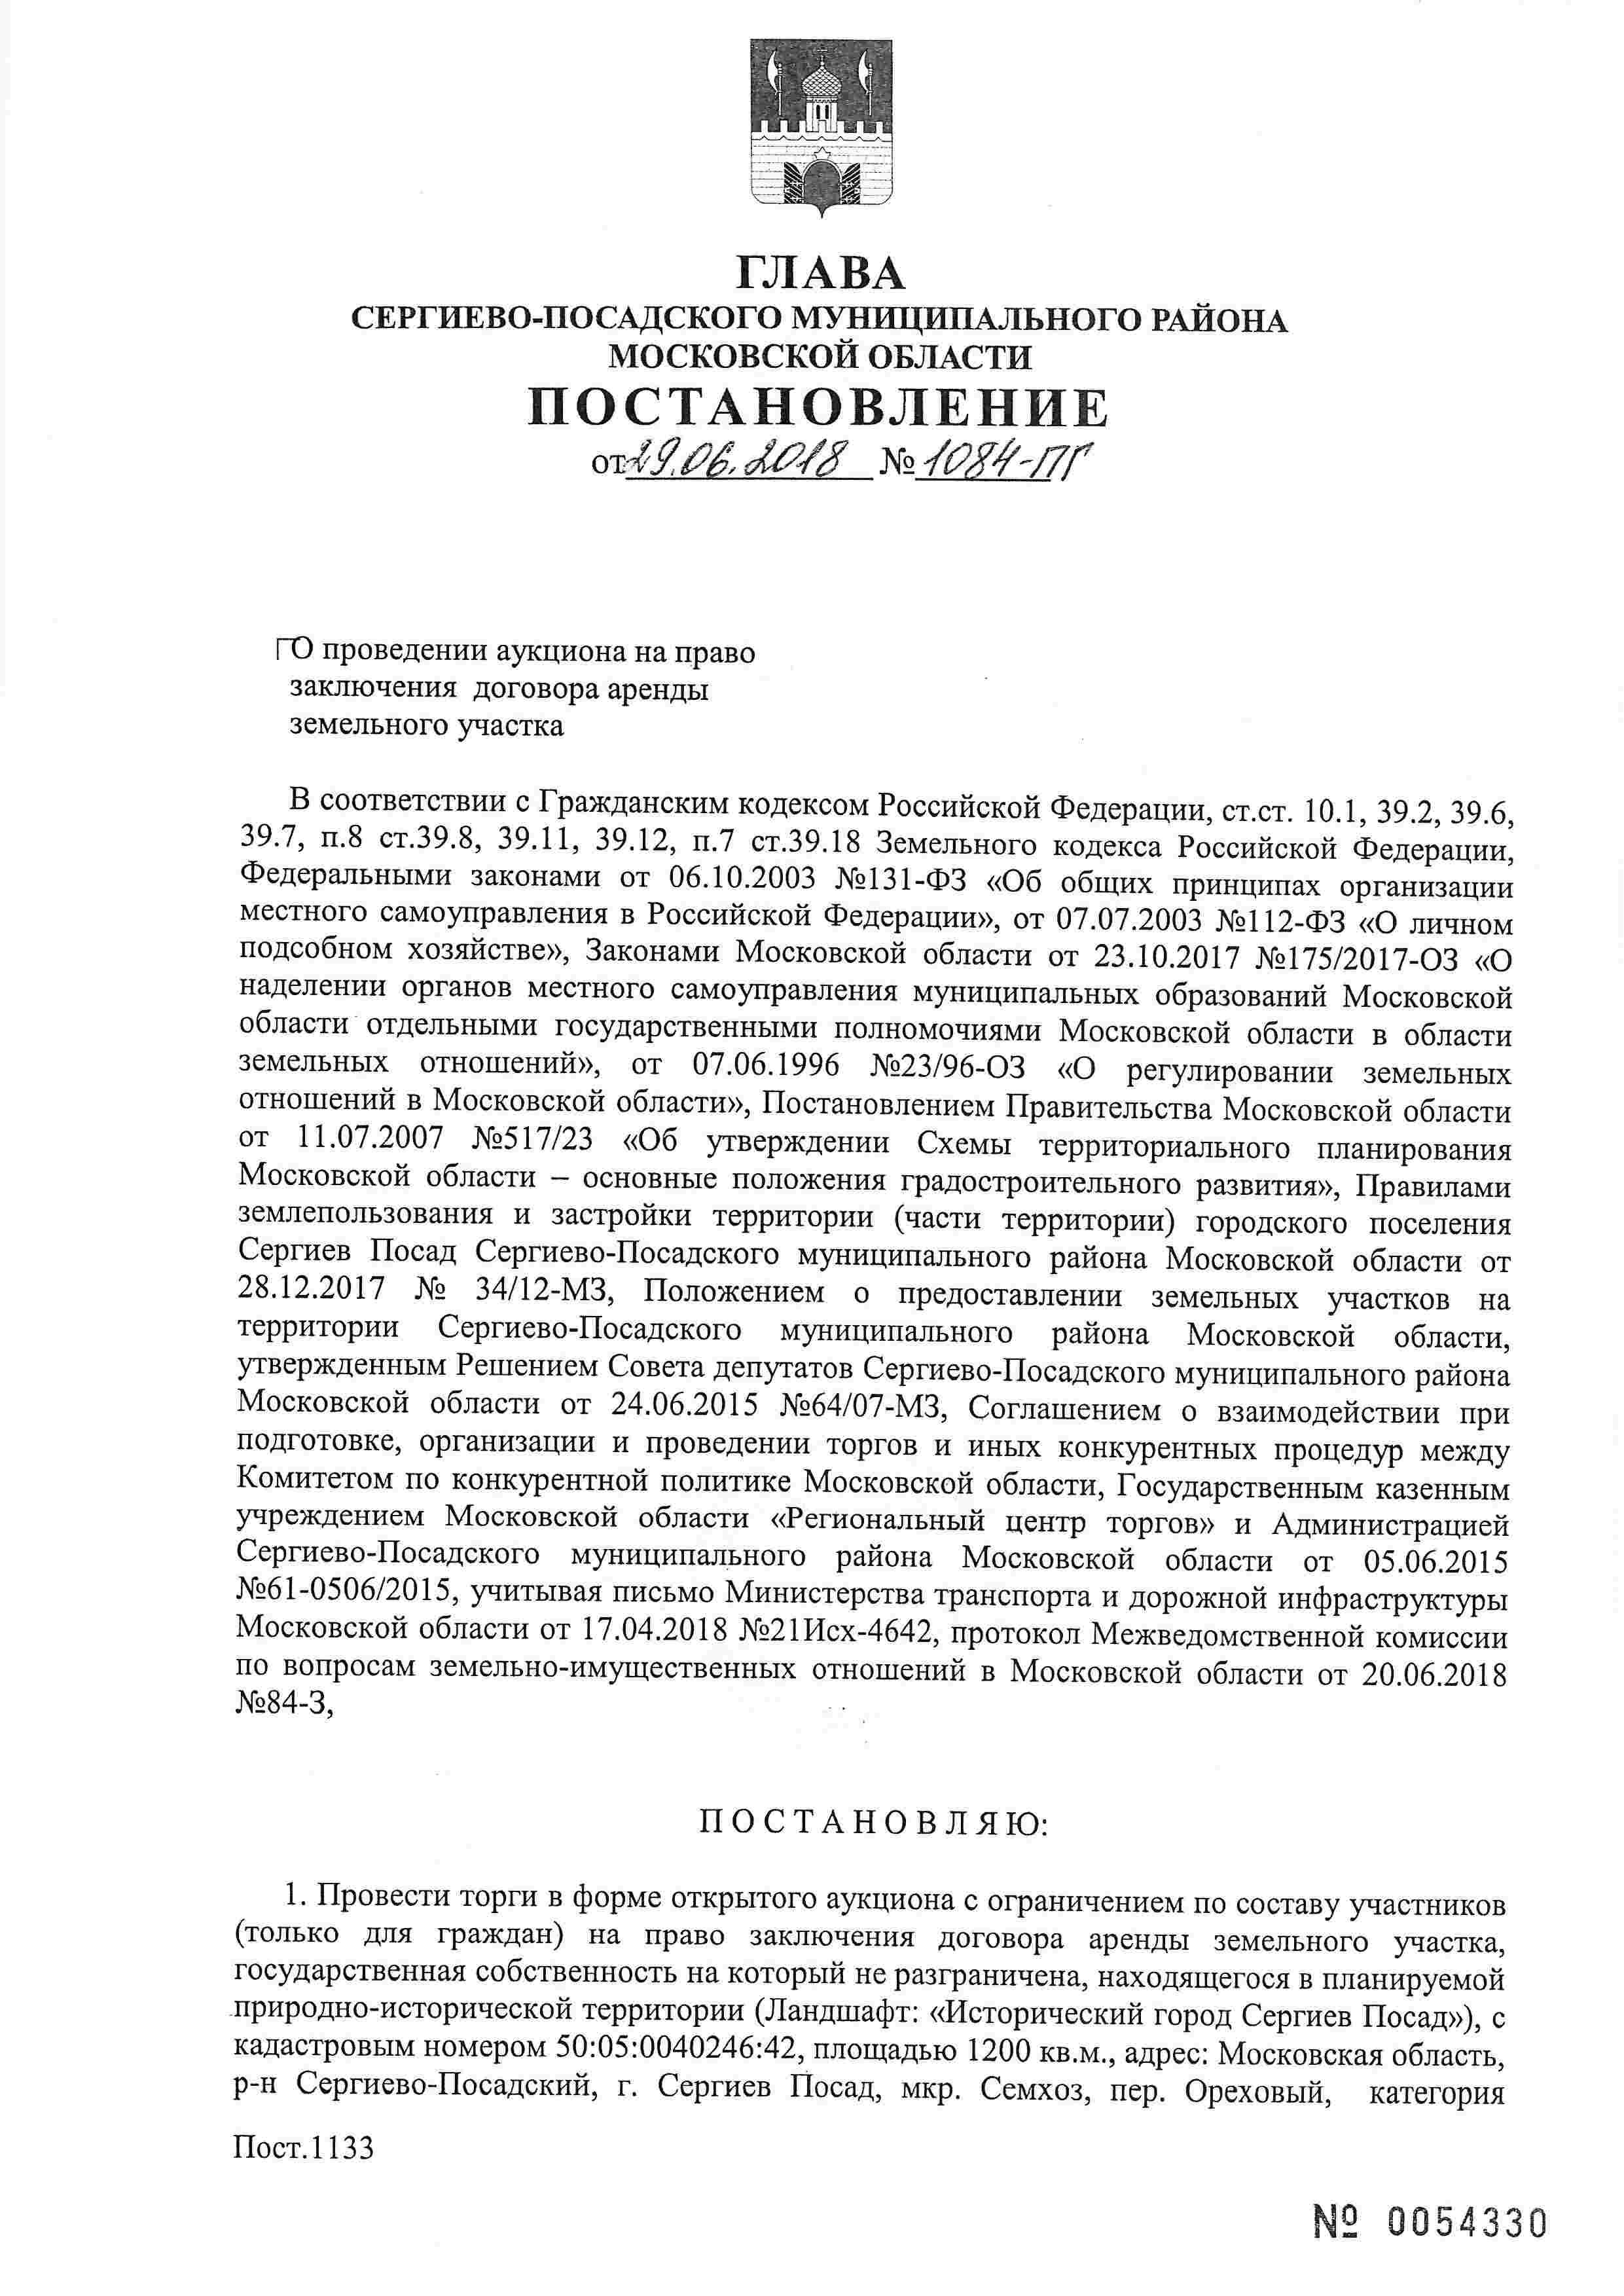 ГЛАВА
СЕРГИЕВО-ПОСАДСКОГО МУНИЦИПАЛЬНОГО РАЙОНА
МОСКОВСКОЙ ОБЛАСТИ
ПОСТАНОВЛЕНИЕ
от 29.06.2018 № 1084-ПГ
О проведении аукциона на право
заключения договора аренды
земельного участка
В соответствии с Гражданским кодексом Российской Федерации, ст.ст. 10.1, 39.2, 39.6,
39.7, п.8 ст.39.8, 39.11, 39.12, п.7 ст.39.18 Земельного кодекса Российской Федерации,
Федеральными законами от 06.10.2003 №131-ФЗ «Об общих принципах организации
местного самоуправления в Российской Федерации», от 07.07.2003 №112-ФЗ «О личном
подсобном хозяйстве», Законами Московской области от 23.10.2017 №175/2017-ОЗ «О
наделении органов местного самоуправления муниципальных образований Московской
области отдельными государственными полномочиями Московской области в области
земельных отношений», от 07.06.1996 №23/96-ОЗ «О регулировании земельных
отношений в Московской области», Постановлением Правительства Московской области
от 11.07.2007 №517/23 «Об утверждении Схемы территориального планирования
Московской области – основные положения градостроительного развития», Правилами
землепользования и застройки территории (части территории) городского поселения
Сергиев Посад Сергиево-Посадского муниципального района Московской области от
28.12.2017 № 34/12-МЗ, Положением о предоставлении земельных участков на
территории Сергиево-Посадского муниципального района Московской области,
утвержденным Решением Совета депутатов Сергиево-Посадского муниципального района
Московской области от 24.06.2015 №64/07-МЗ, Соглашением о взаимодействии при
подготовке, организации и проведении торгов и иных конкурентных процедур между
Комитетом по конкурентной политике Московской области, Государственным казенным
учреждением Московской области «Региональный центр торгов» и Администрацией
Сергиево-Посадского муниципального района Московской области от 05.06.2015
№61-0506/2015, учитывая письмо Министерства транспорта и дорожной инфраструктуры
Московской области от 17.04.2018 №21Исх-4642, протокол Межведомственной комиссии
по вопросам земельно-имущественных отношений в Московской области от 20.06.2018
№84-З,
П О С Т А Н О В Л Я Ю:
1. Провести торги в форме открытого аукциона с ограничением по составу участников
(только для граждан) на право заключения договора аренды земельного участка,
государственная собственность на который не разграничена, находящегося в планируемой
природно-исторической территории (Ландшафт: «Исторический город Сергиев Посад»), с
кадастровым номером 50:05:0040246:42, площадью 1200 кв.м., адрес: Московская область,
р-н Сергиево-Посадский, г. Сергиев Посад, мкр. Семхоз, пер. Ореховый, категория
Пост.1133
№ 0054330